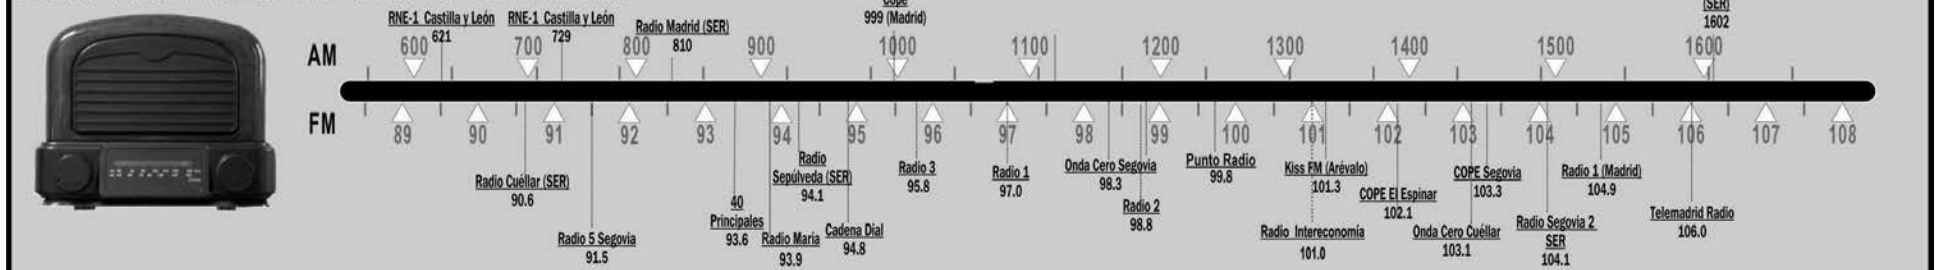 Cope
999 (Madrid)
(SER)
1602
RNE-1 Castilla y León
621
RNE-1 Castilla y León
729
Radio Madrid (SER)
810
AM
600 700 800 900 1000 1100 1200 1300 1400 1500 1600
FM
89 90 91 92 93 94 95 96 97 98 99 100 101 102 103 104 105 106 107 108
Radio Cuéllar (SER)
90.6
Radio 5 Segovia
91.5
40
Principales
93.6
Radio María
93.9
Radio
Sepúlveda (SER)
94.1
Cadena Dial
94.8
Radio 3
95.8
Radio 1
97.0
Onda Cero Segovia
98.3
Radio 2
98.8
Punto Radio
99.8
Kiss FM (Arévalo)
101.3
Radio Intereconomía
101.0
COPE El Espinar
102.1
Onda Cero Cuéllar
103.1
COPE Segovia
103.3
Radio Segovia 2
SER
104.1
Radio 1 (Madrid)
104.9
Telemadrid Radio
106.0